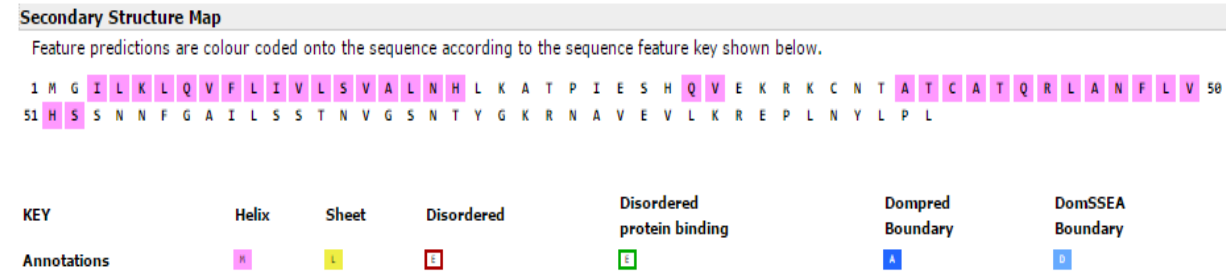 Secondary Structure Map
Feature predictions are colour coded onto the sequence according to the sequence feature key shown below.
1 M G I L K L Q V F L I V L S V A L N H L K A T P I E S H Q V E K R K C N T A T C A T Q R L A N F L V 50
51 H S S N N F G A I L S S T N V G S N T Y G K R N A V E V L K R E P L N Y L P L
KEY Helix Sheet Disordered Disordered protein binding Dompred Boundary DomSSEA Boundary
Annotations M L E E A D